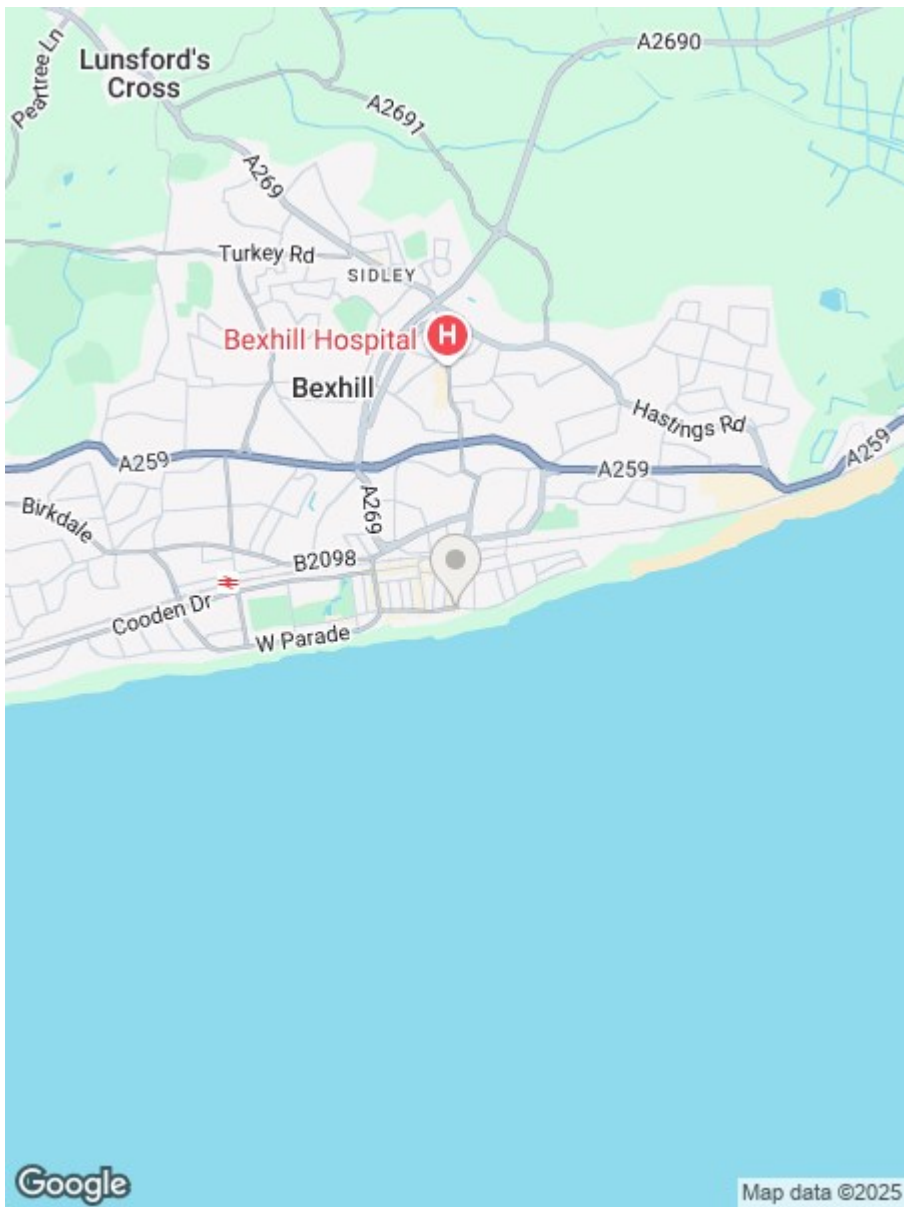 A2690
Peartree Ln
Lunsford's
Cross
A2691
A269
Turkey Rd
SIDLEY
Bexhill Hospital
H
Bexhill
Hastings Rd
A259
A259
A259
Birkdale
A269
B2098
Cooden Dr
W Parade
Google
Map data ©2025